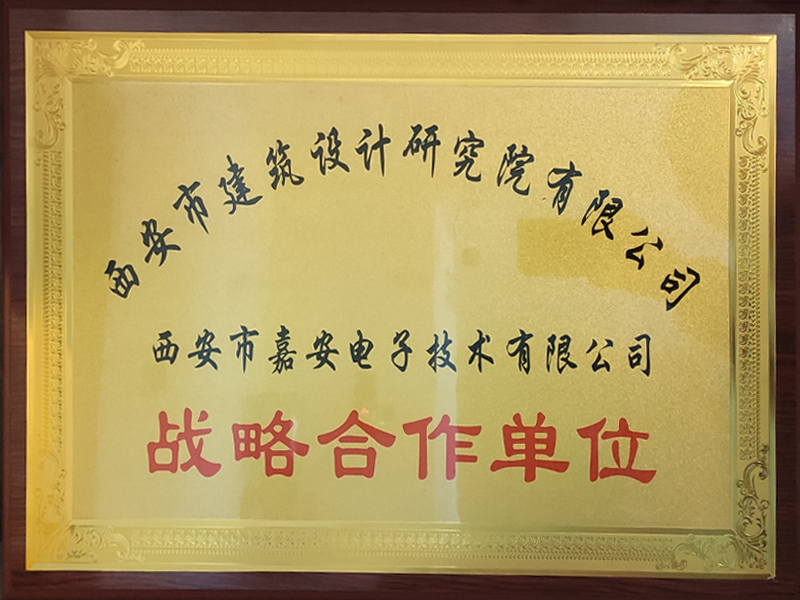 西安市建筑设计研究院有限公司
西安市嘉安电子技术有限公司
战略合作单位